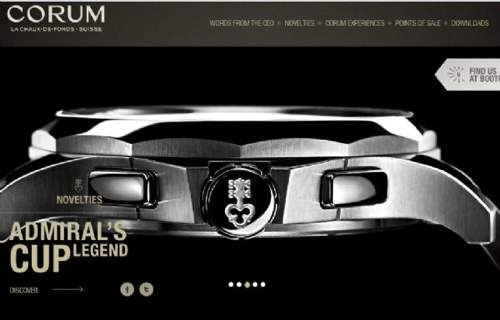 CORUM
LA CHAUX-DE-FONDS · SUISSE
WORDS FROM THE CEO NOVELTIES CORUM EXPERIENCES POINTS OF SALE DOWNLOADS
FIND US
AT BOOTH
NOVELTIES
ADMIRAL'S
CUP LEGEND
DISCOVER
f